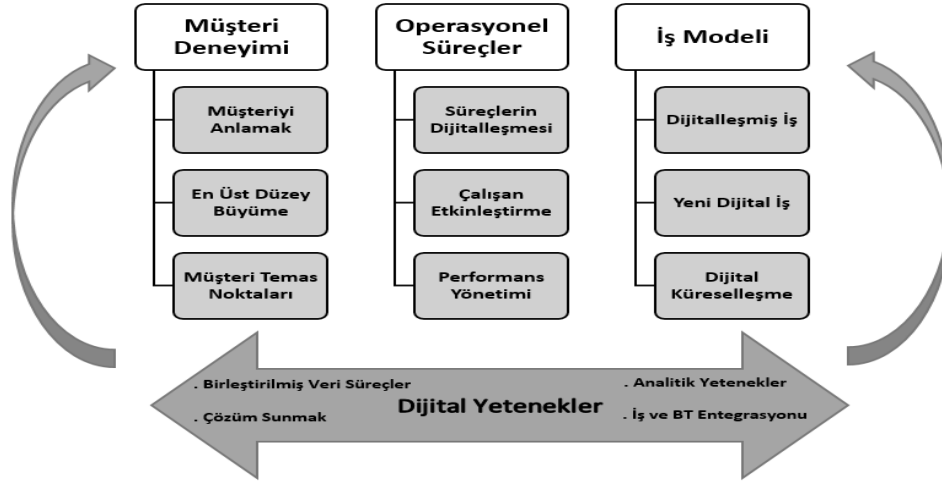 Müşteri
Deneyimi
Müşteriyi
Anlamak
En Üst Düzey
Büyüme
Müşteri Temas
Noktaları
Operasyonel
Süreçler
Süreçlerin
Dijitalleşmesi
Çalışan
Etkinleştirme
Performans
Yönetimi
İş Modeli
Dijitalleşmiş İş
Yeni Dijital İş
Dijital
Küreselleşme
. Birleştirilmiş Veri Süreçler
. Çözüm Sunmak
Dijital Yetenekler
. Analitik Yetenekler
. İş ve BT Entegrasyonu